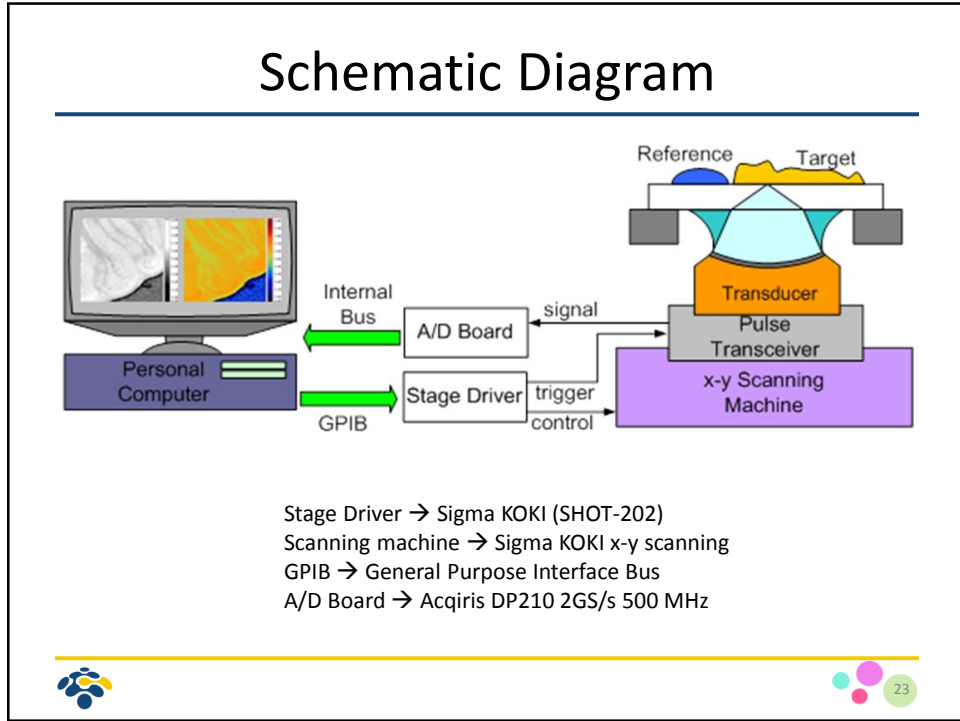 Schematic Diagram
Reference
Target
Internal
Bus
A/D Board
signal
Transducer
Pulse
Transceiver
Personal
Computer
GPIB
Stage Driver
trigger
control
x-y Scanning
Machine
Stage Driver → Sigma KOKI (SHOT-202)
Scanning machine → Sigma KOKI x-y scanning
GPIB → General Purpose Interface Bus
A/D Board → Acqiris DP210 2GS/s 500 MHz
23